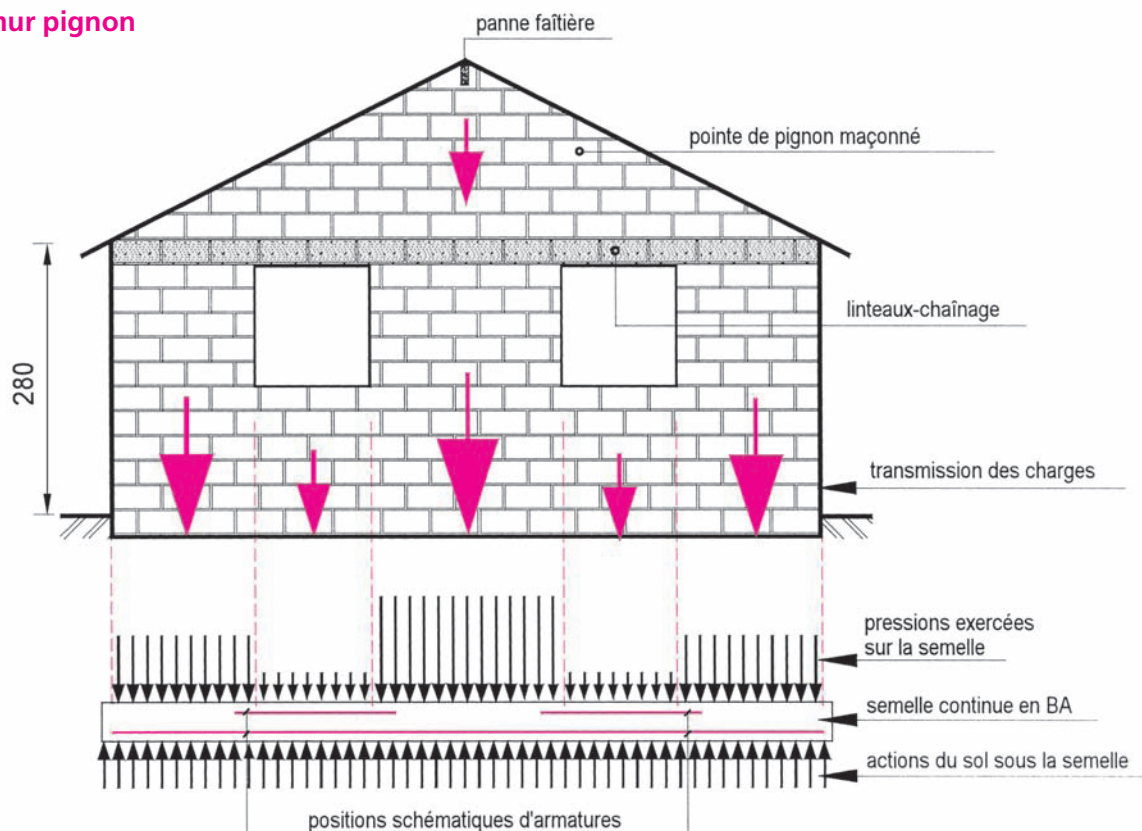 pignon
panne faîtière
pointe de pignon maçonné
linteaux-chaînage
280
transmission des charges
pressions exercées
sur la semelle
semelle continue en BA
actions du sol sous la semelle
positions schématiques d'armatures